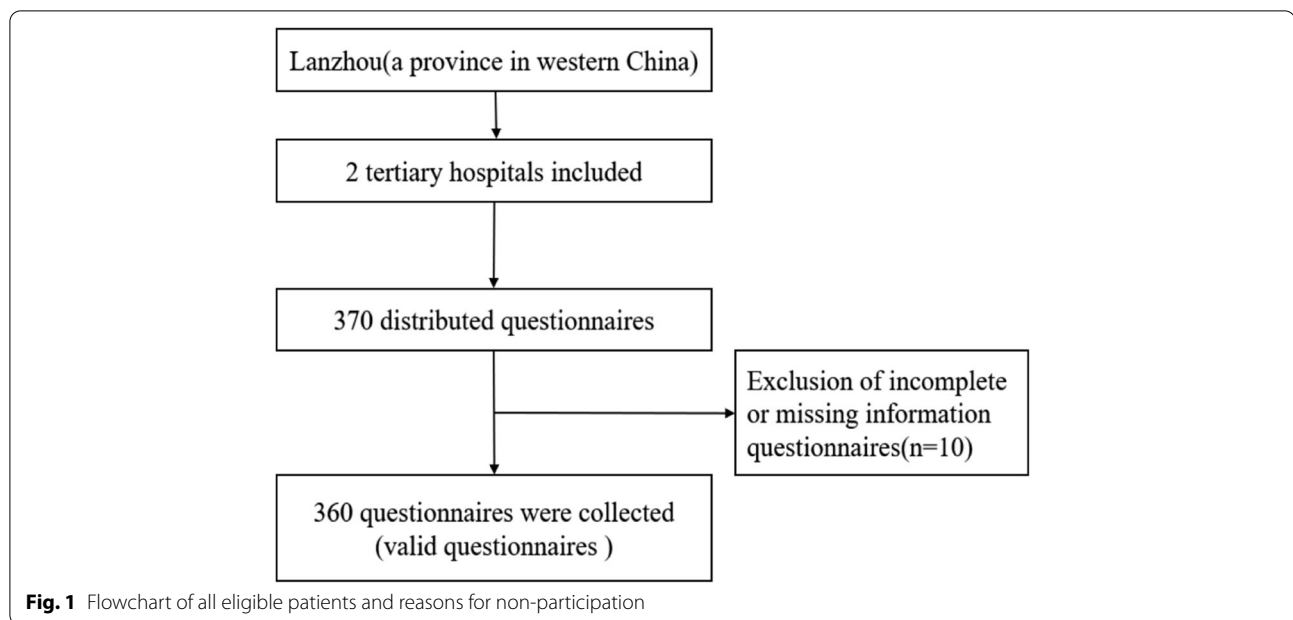 Lanzhou(a province in western China)
2 tertiary hospitals included
370 distributed questionnaires
Exclusion of incomplete
or missing information
questionnaires(n=10)
360 questionnaires were collected
(valid questionnaires )
Fig. 1 Flowchart of all eligible patients and reasons for non-participation